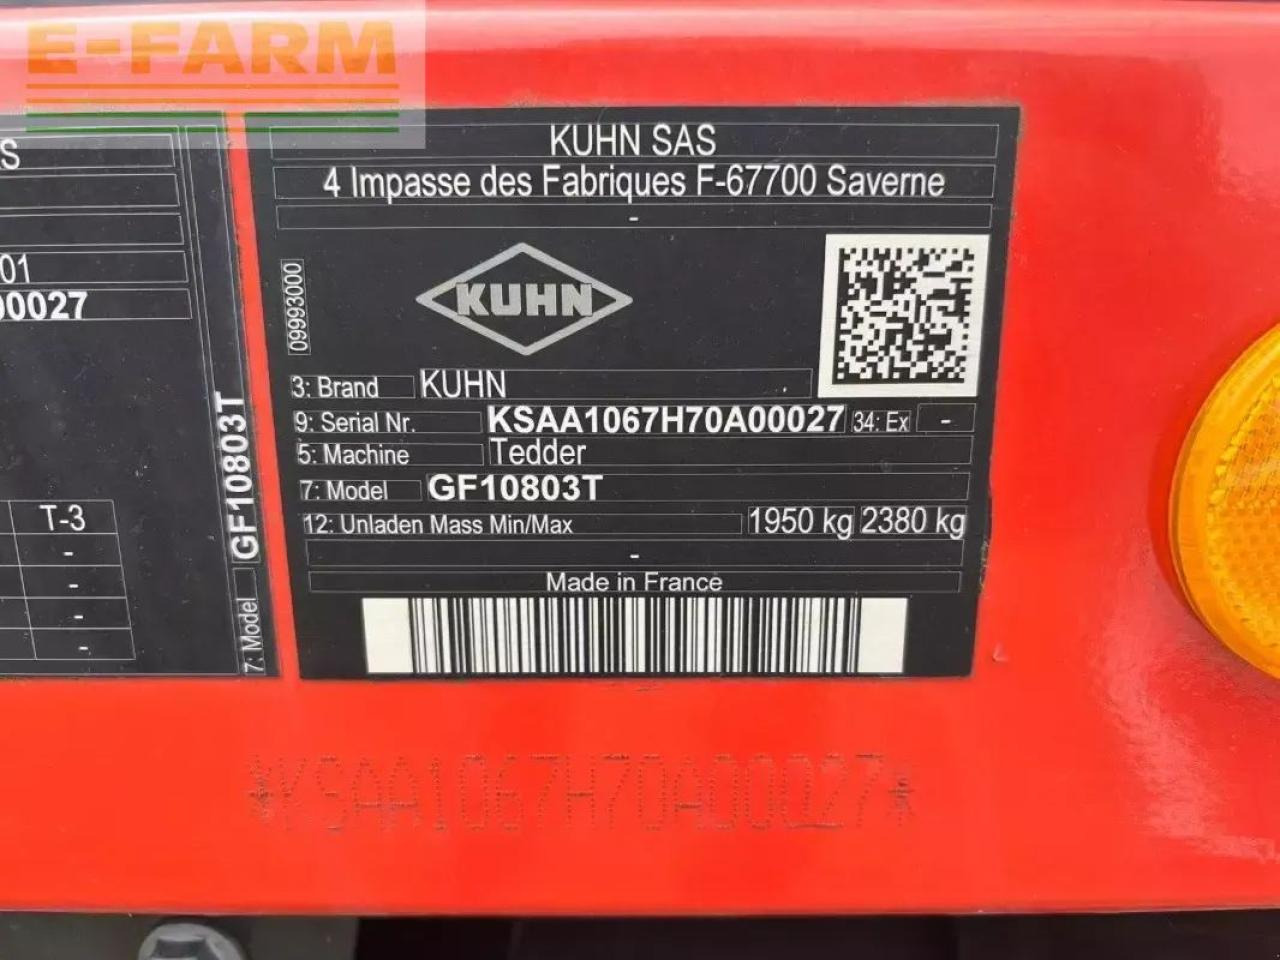 E-FARM
KUHN SAS
4 Impasse des Fabriques F-67700 Saverne
-
09993000
KUHN
3: Brand KUHN
9: Serial Nr. KSAA1067H70A00027 34: Ex -
5: Machine Tedder
7: Model GF10803T
12: Unladen Mass Min/Max 1950 kg 2380 kg
-
Made in France
01
00027
T-3
-
-
-
-
7: Model GF10803T
*KSAA1067H70A00027*